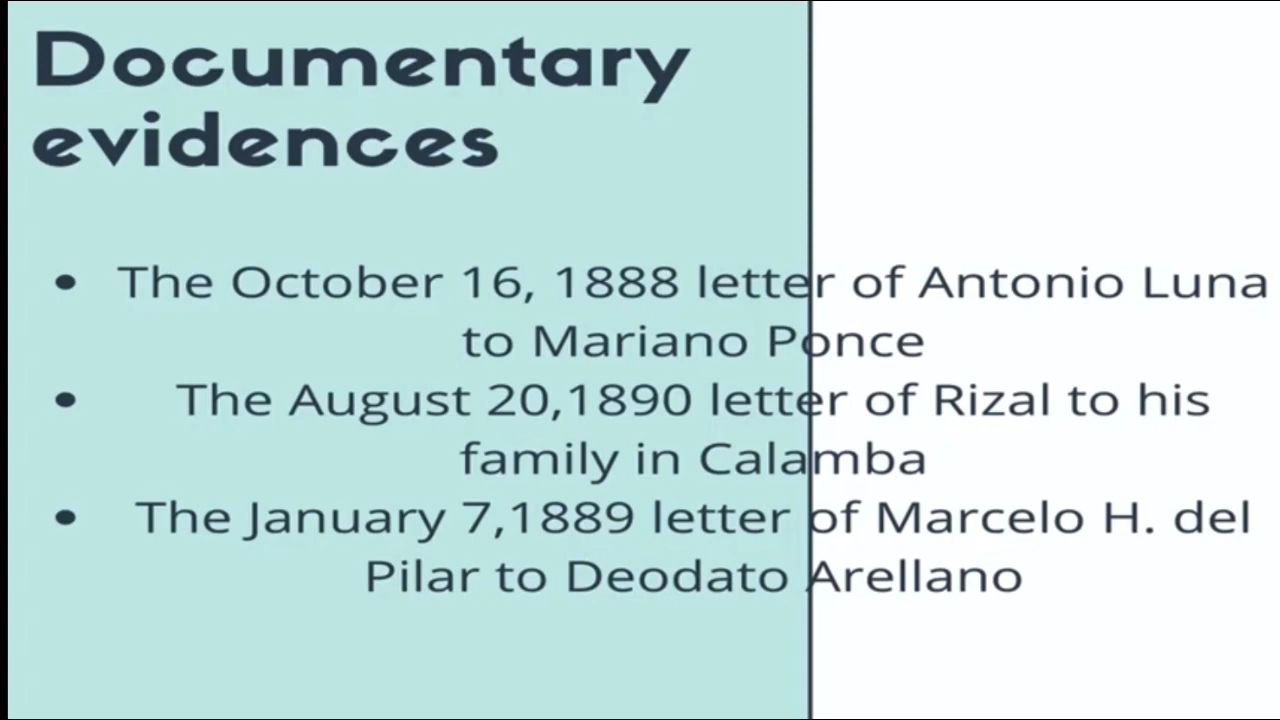 Documentary
evidences
• The October 16, 1888 letter of Antonio Luna
to Mariano Ponce
• The August 20,1890 letter of Rizal to his
family in Calamba
• The January 7,1889 letter of Marcelo H. del
Pilar to Deodato Arellano